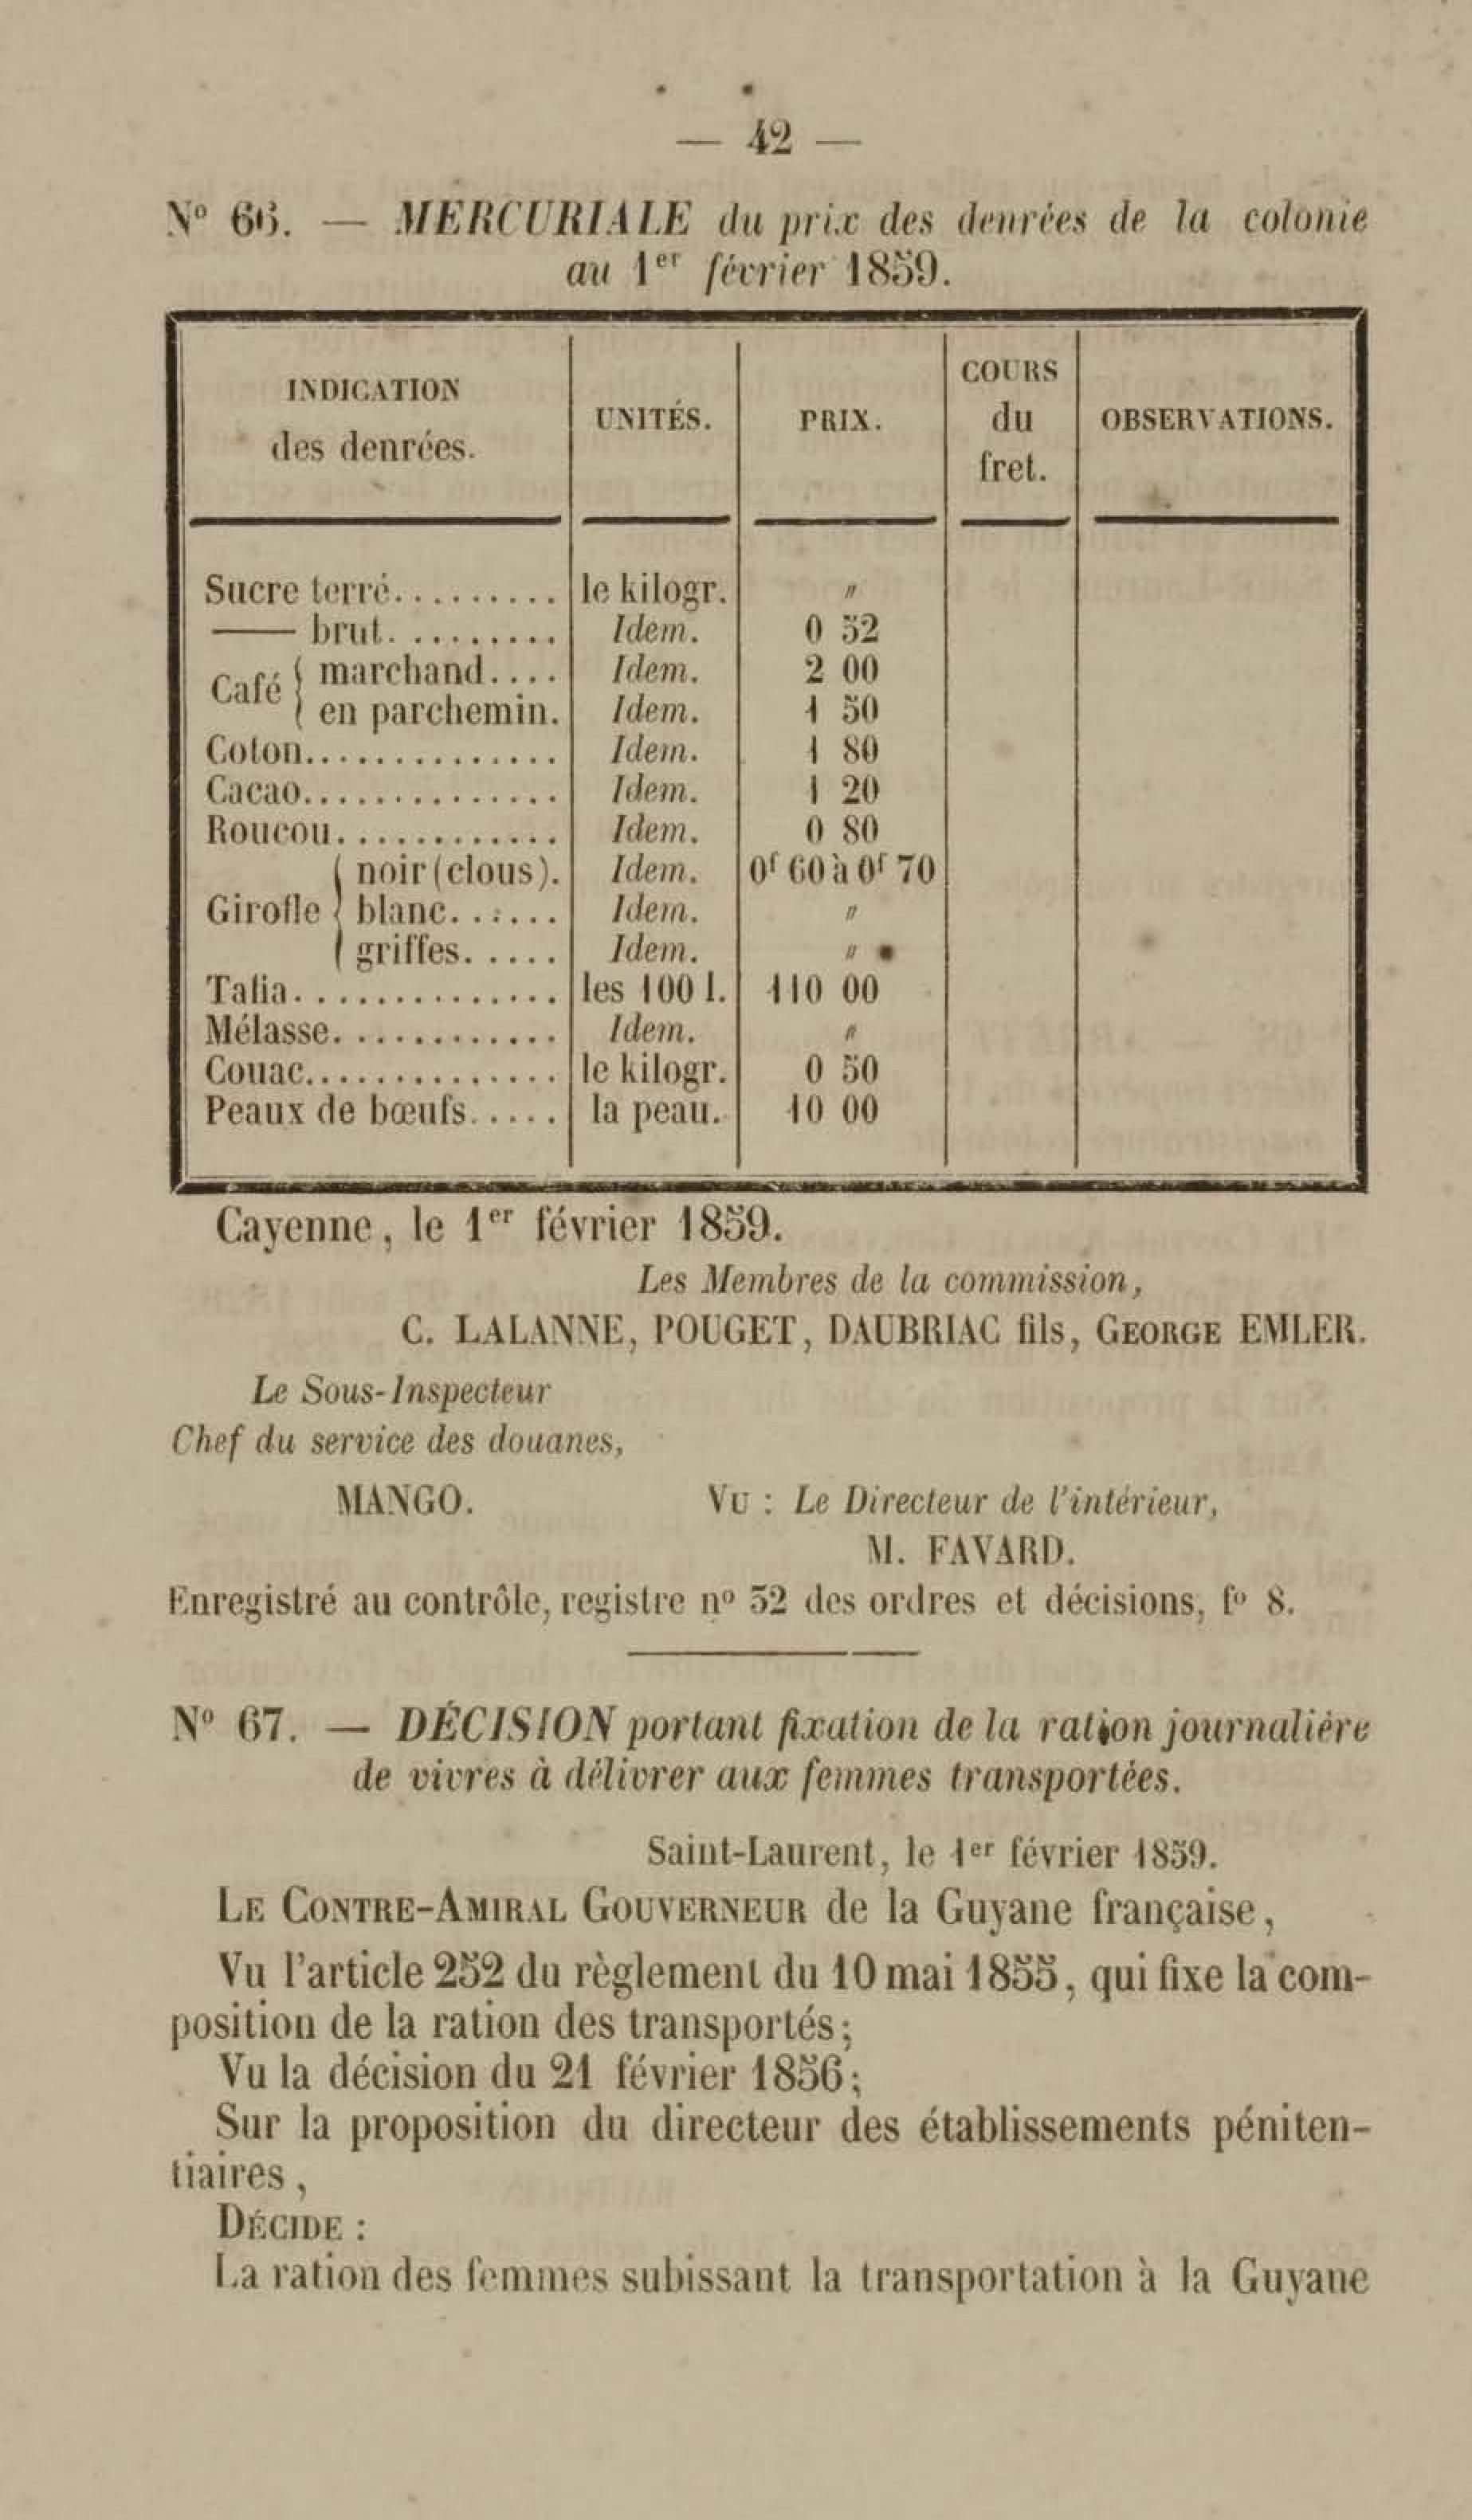 — 42 —
N° 66. — MERCURIALE du prix des denrées de la colonie
au 1er février 1859.
INDICATION des denrées. UNITÉS. PRIX. COURS du fret. OBSERVATIONS.
Sucre terré.......... le kilogr. "
—— brut.......... Idem. 0 52
Café { marchand.... Idem. 2 00
en parchemin. Idem. 1 50
Coton.............. Idem. 1 80
Cacao.............. Idem. 1 20
Roucou............ Idem. 0 80
Girofle { noir (clous). Idem. 0f 60 à 0f 70
blanc...... Idem. "
griffes..... Idem. "
Tafia.............. les 100 l. 110 00
Mélasse............ Idem. "
Couac.............. le kilogr. 0 50
Peaux de bœufs..... la peau. 10 00
Cayenne, le 1er février 1859.
Les Membres de la commission,
C. LALANNE, POUGET, DAUBRIAC fils, GEORGE EMLER.
Le Sous-Inspecteur
Chef du service des douanes,
MANGO. VU : Le Directeur de l'intérieur,
M. FAVARD.
Enregistré au contrôle, registre n° 52 des ordres et décisions, f° 8.
N° 67. — DÉCISION portant fixation de la ration journalière
de vivres à délivrer aux femmes transportées.
Saint-Laurent, le 1er février 1859.
LE CONTRE-AMIRAL GOUVERNEUR de la Guyane française,
Vu l'article 252 du règlement du 10 mai 1855, qui fixe la com-
position de la ration des transportés;
Vu la décision du 21 février 1856;
Sur la proposition du directeur des établissements péniten-
tiaires,
DÉCIDE :
La ration des femmes subissant la transportation à la Guyane